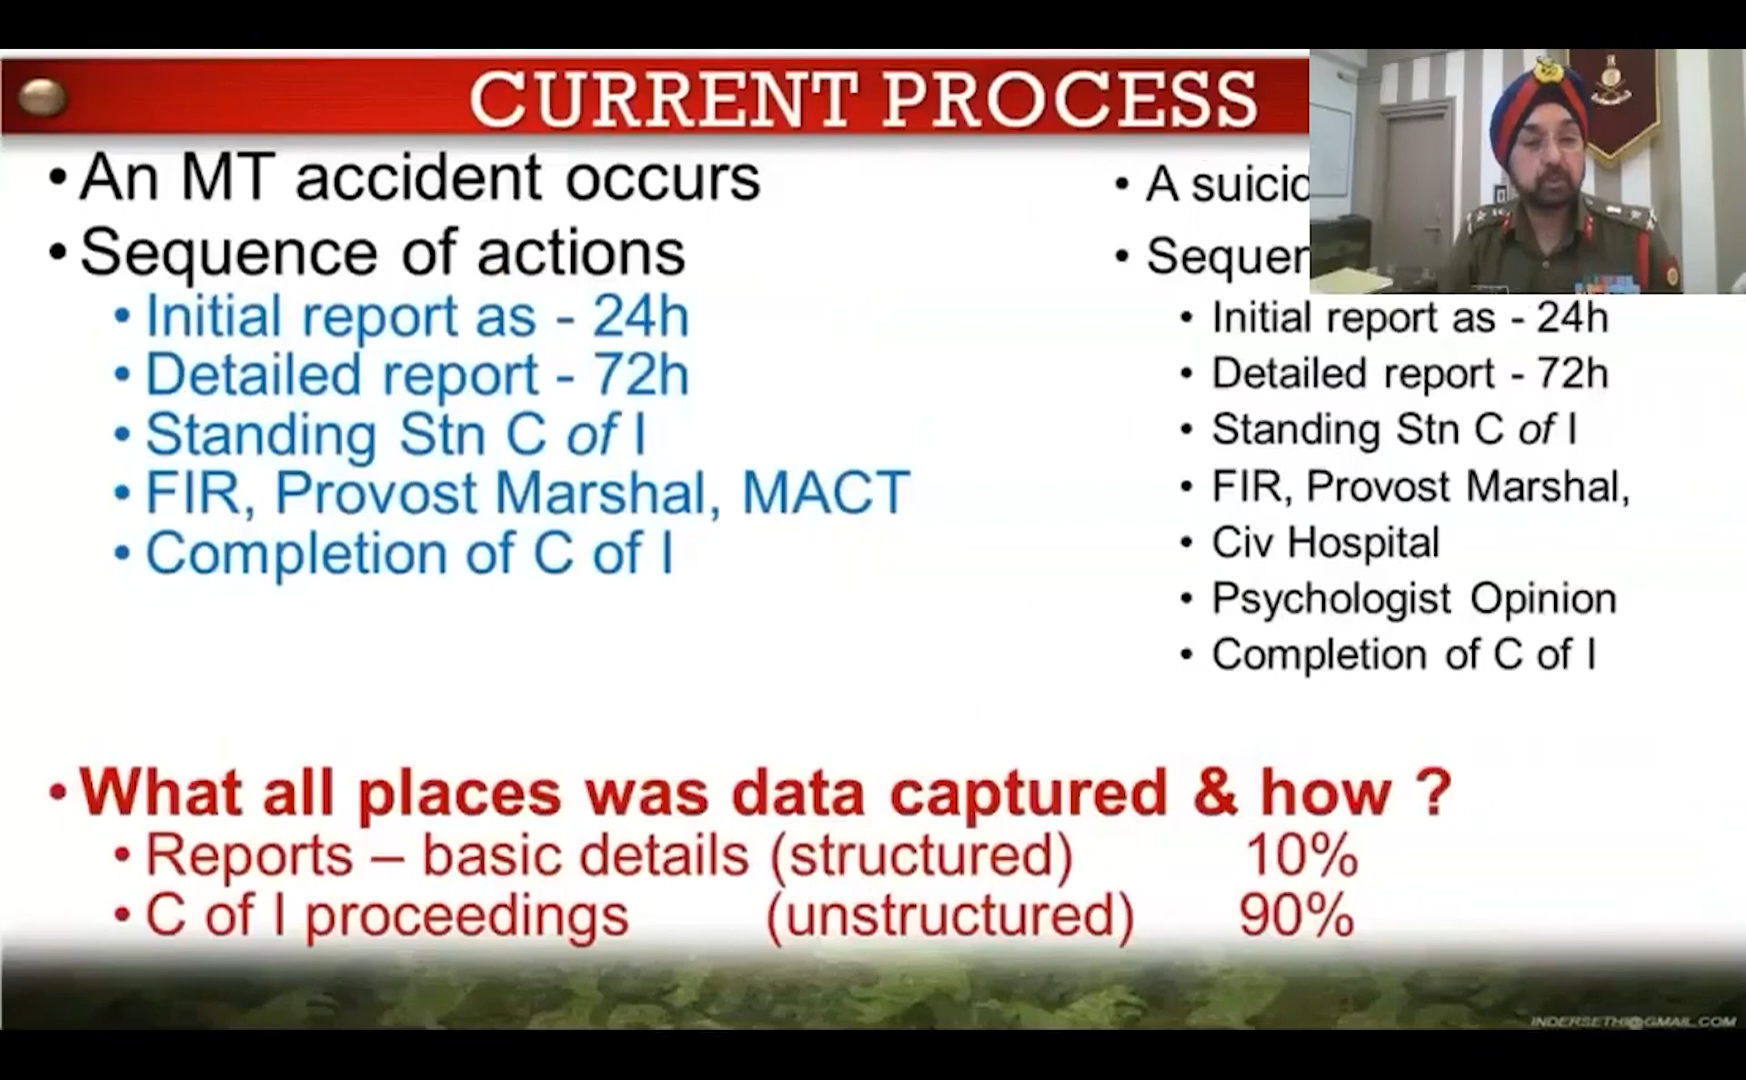 CURRENT PROCESS
• An MT accident occurs
• Sequence of actions
• Initial report as - 24h
• Detailed report - 72h
• Standing Stn C of I
• FIR, Provost Marshal, MACT
• Completion of C of I
• A
•
• Initial report as - 24h
• Detailed report - 72h
• Standing Stn C of I
• FIR, Provost Marshal,
• Civ Hospital
• Psychologist Opinion
• Completion of C of I
• What all places was data captured & how ?
• Reports – basic details (structured) 10%
• C of I proceedings (unstructured) 90%
INDERSETHI@GMAIL.COM